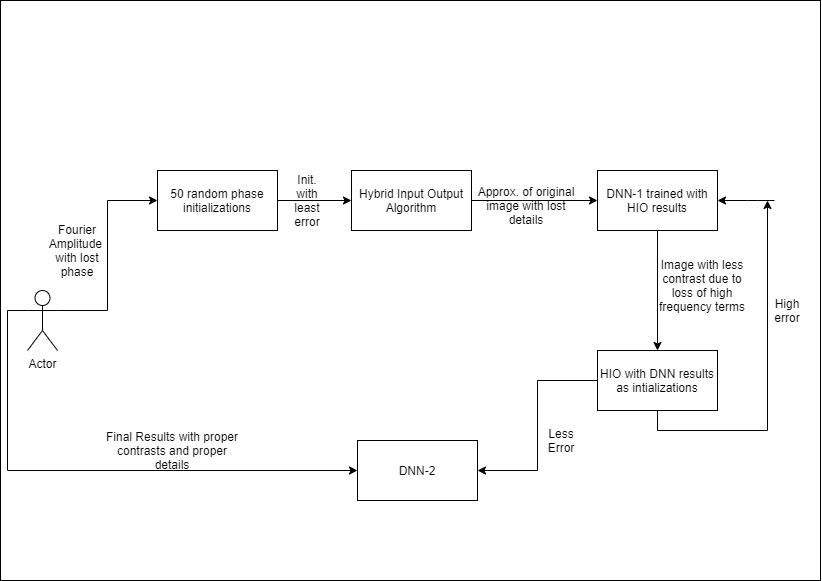 50 random phase
initializations
Init.
with
least
error
Hybrid Input Output
Algorithm
Approx. of original
image with lost
details
DNN-1 trained with
HIO results
Fourier
Amplitude
with lost
phase
Image with less
contrast due to
loss of high
frequency terms
High
error
Actor
HIO with DNN results
as intializations
Less
Error
Final Results with proper
contrasts and proper
details
DNN-2